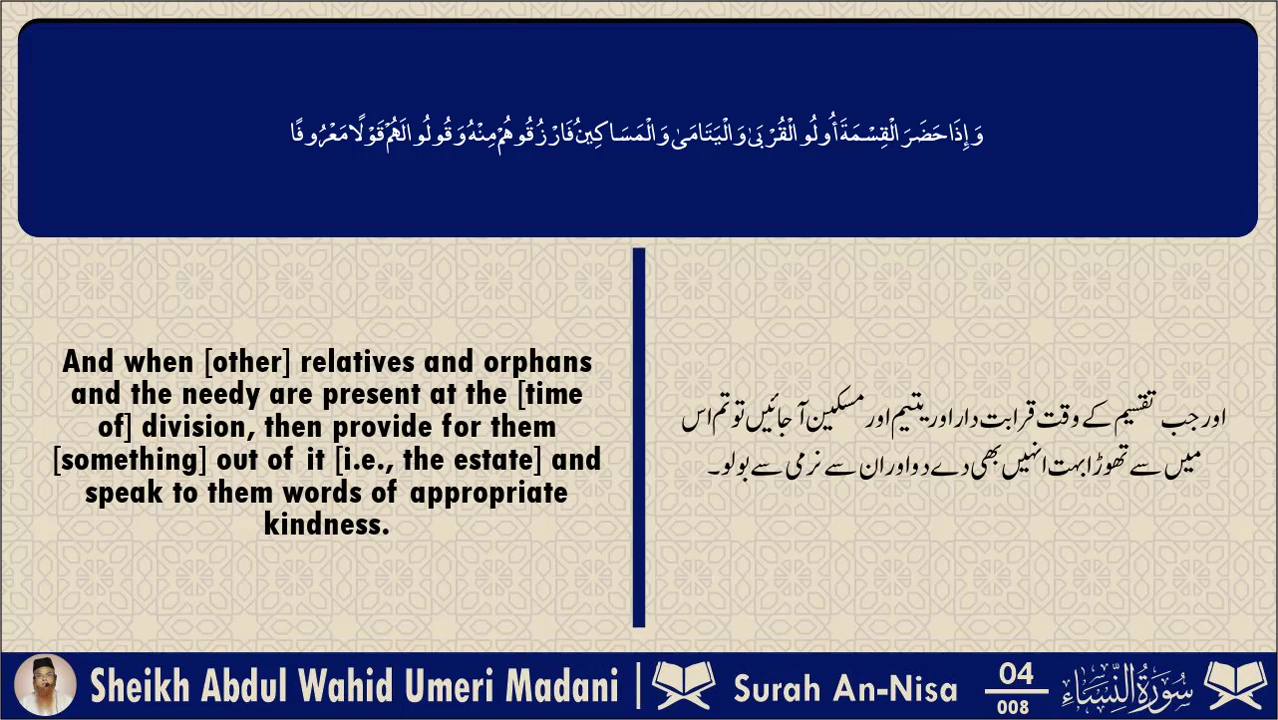 وَإِذَا حَضَرَ الْقِسْمَةَ أُولُو الْقُرْبَىٰ وَالْيَتَامَىٰ وَالْمَسَاكِينُ فَارْزُقُوهُمْ مِنْهُ وَقُولُوا لَهُمْ قَوْلًا مَعْرُوفًا
And when [other] relatives and orphans
and the needy are present at the [time
of] division, then provide for them
[something] out of it [i.e., the estate] and
speak to them words of appropriate
kindness.
اور جب تقسیم کے وقت قرابت دار اور یتیم اور مسکین آ جائیں تو تم اس
میں سے تھوڑا بہت انہیں بھی دے دو اور ان سے نرمی سے بولو۔
Sheikh Abdul Wahid Umeri Madani |
Surah An-Nisa
04
008
سُورَةُ النِّسَاء